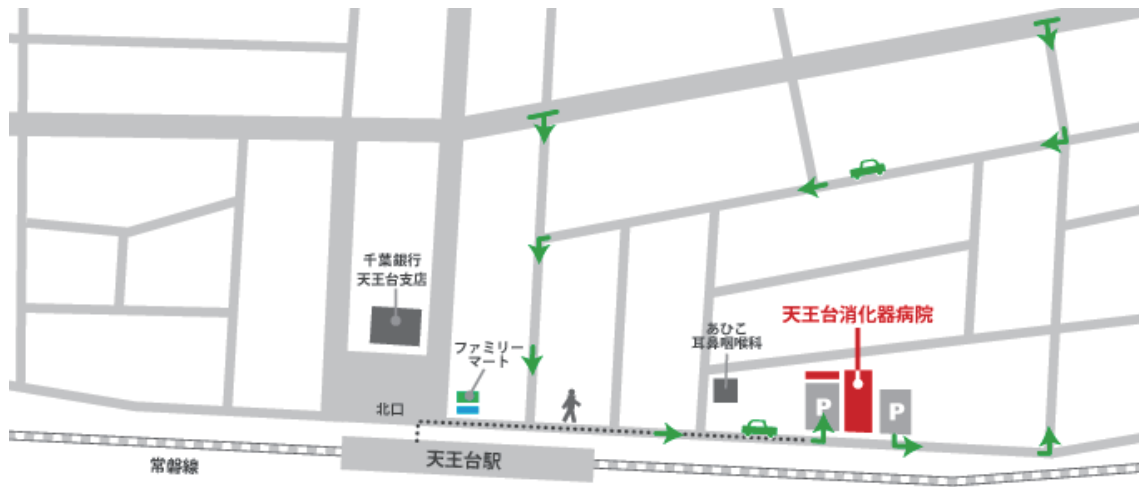 千葉銀行
天王台支店
ファミリー
マート
あひこ
耳鼻咽喉科
天王台消化器病院
P
P
北口
天王台駅
常磐線